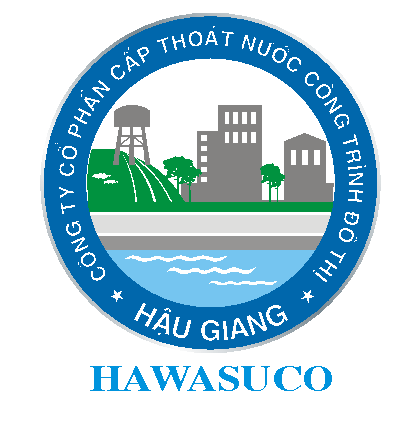 CÔNG TY CỔ PHẦN CẤP THOÁT NƯỚC CÔNG TRÌNH ĐÔ THỊ
HẬU GIANG
HAWASUCO